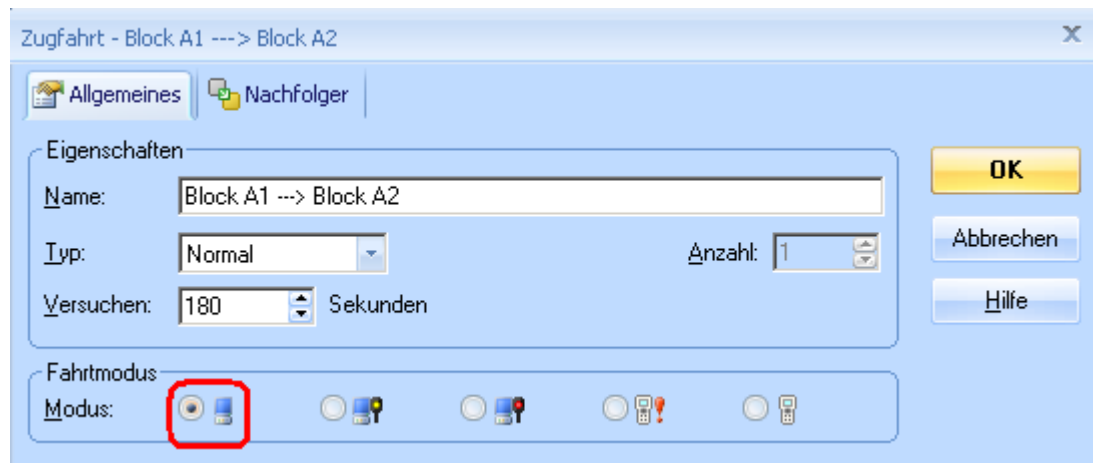 Zugfahrt - Block A1 ---> Block A2
Allgemeines Nachfolger
Eigenschaften
Name: Block A1 ---> Block A2
Typ: Normal Anzahl: 1
Versuchen: 180 Sekunden
Fahrtmodus
Modus:
OK
Abbrechen
Hilfe